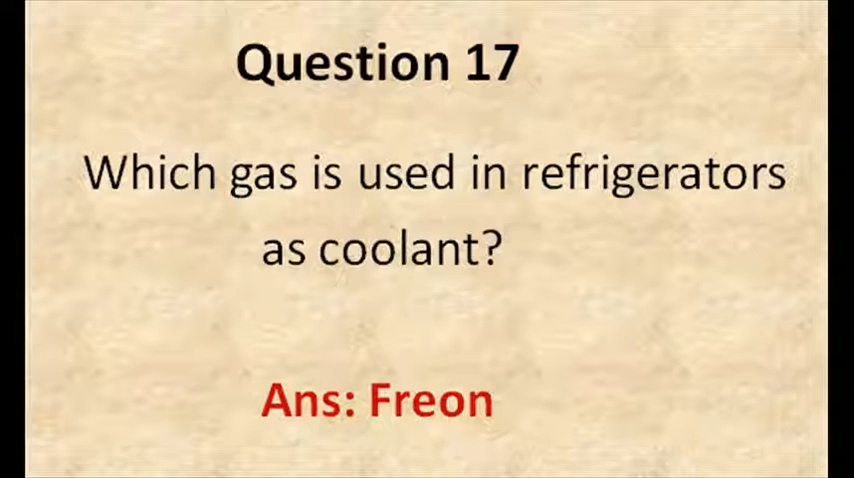 Question 17
Which gas is used in refrigerators
as coolant?
Ans: Freon